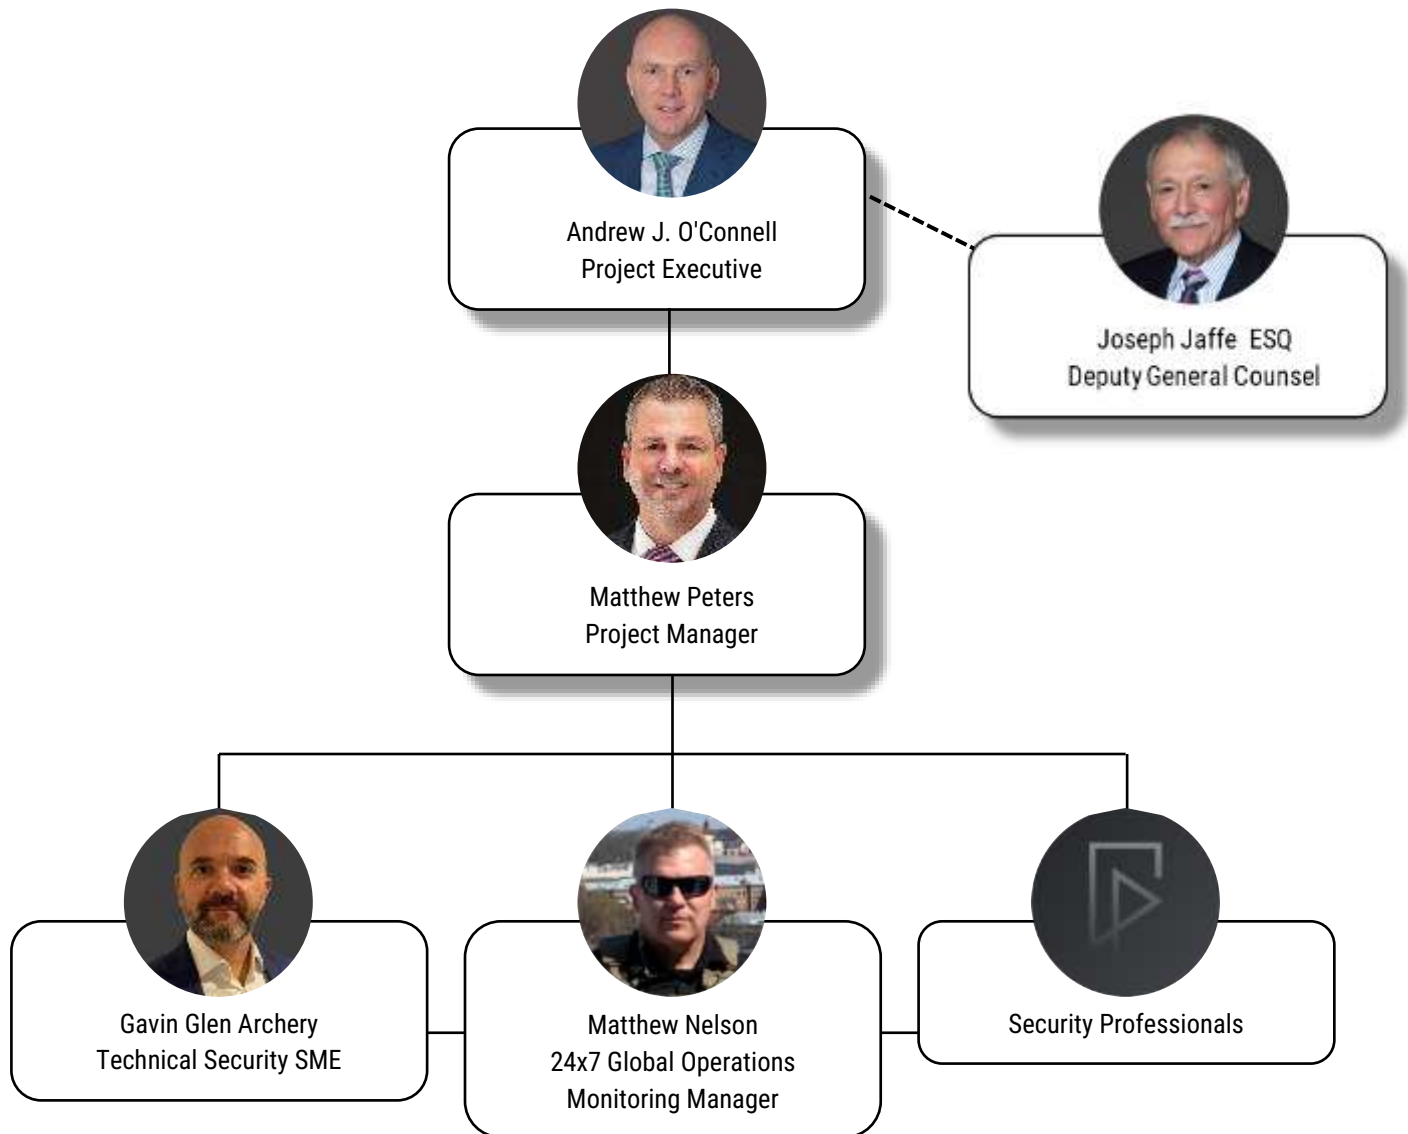 Andrew J. O'Connell
Project Executive
Joseph Jaffe ESQ
Deputy General Counsel
Matthew Peters
Project Manager
Gavin Glen Archery
Technical Security SME
Matthew Nelson
24x7 Global Operations
Monitoring Manager
Security Professionals